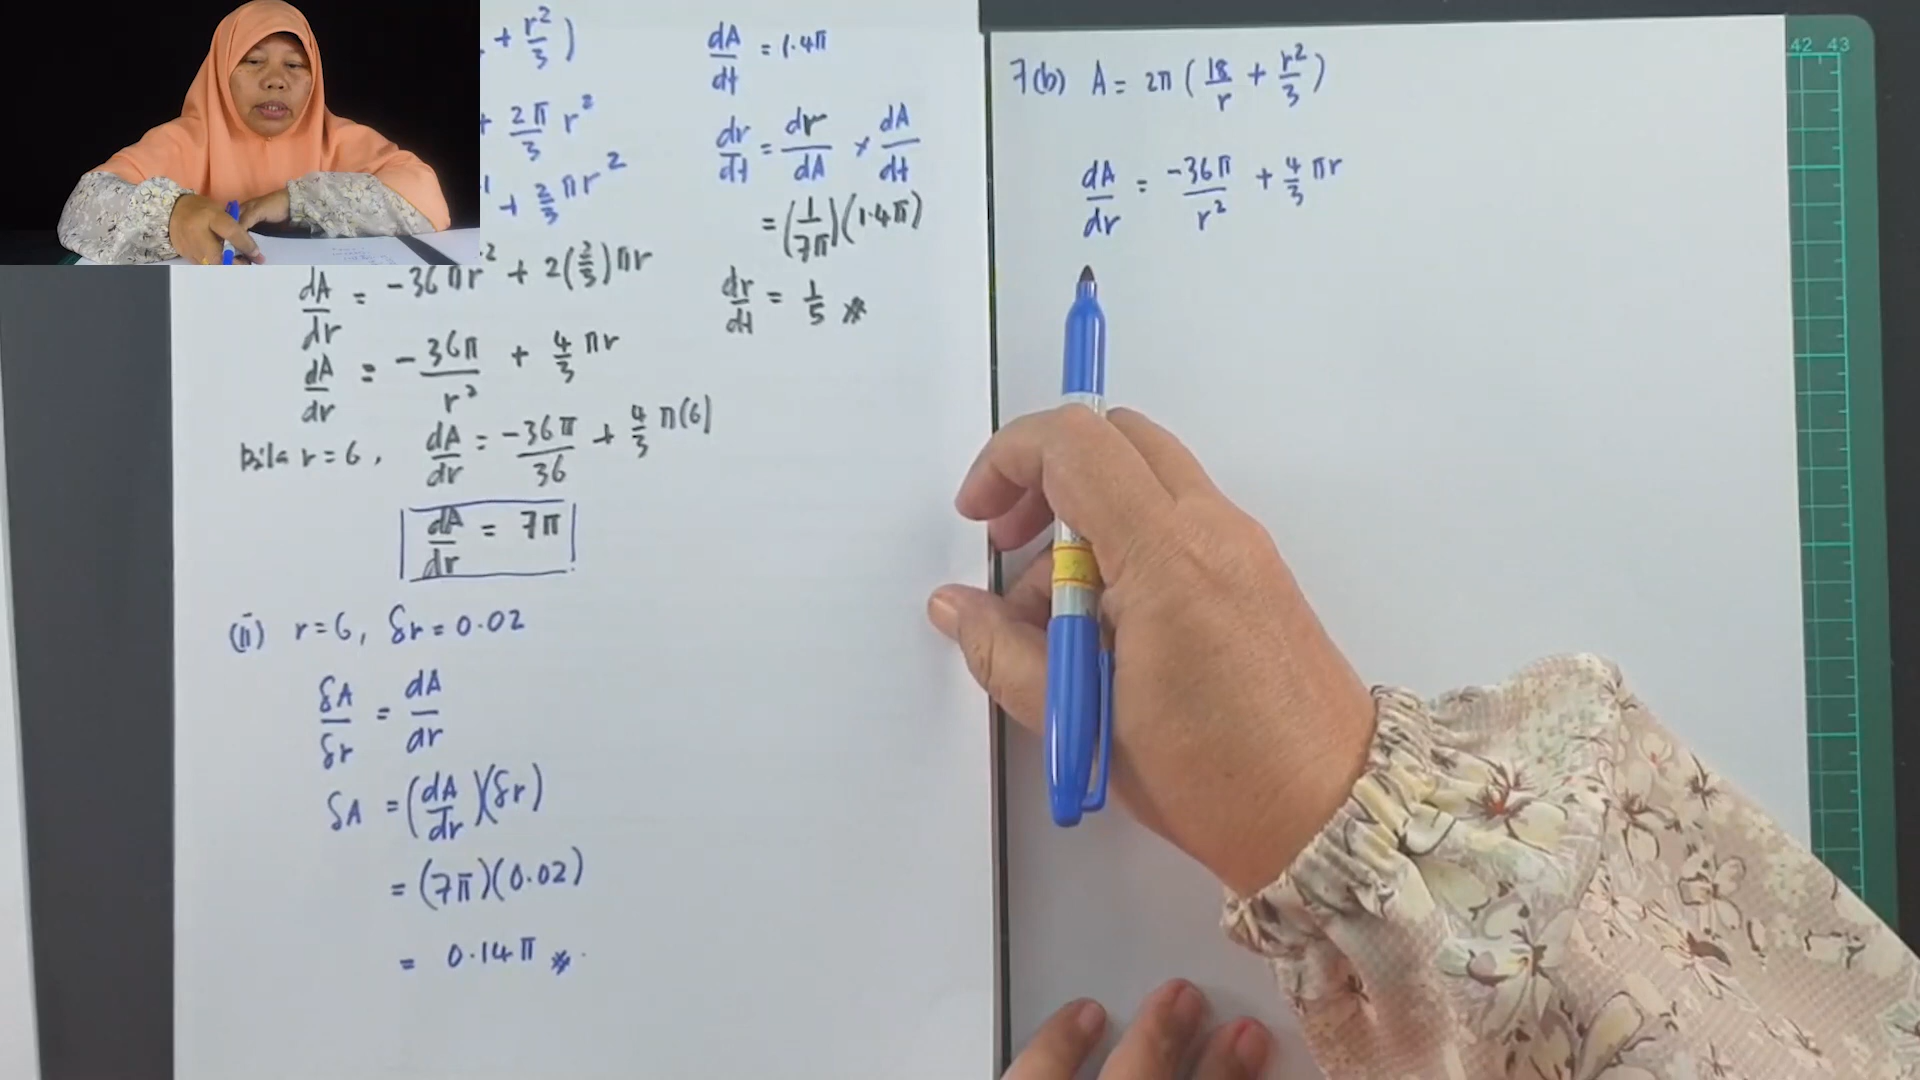 + r²/3)
+ 2π/3 r²
+ 2/3 πr²
dA/dr = -36πr⁻² + 2(2/3)πr
dA/dr = - 36π/r² + 4/3 πr
bila r = 6, dA/dr = -36π/36 + 4/3 π(6)
dA/dr = 7π
(ii) r = 6, δr = 0.02
δA/δr = dA/dr
δA = (dA/dr)(δr)
= (7π)(0.02)
= 0.14π
dA/dt = 1.4π
dr/dt = dr/dA × dA/dt
= (1/7π)(1.4π)
dr/dt = 1/5
7(b) A = 2π(18/r + r²/3)
dA/dr = -36π/r² + 4/3 πr
42 43